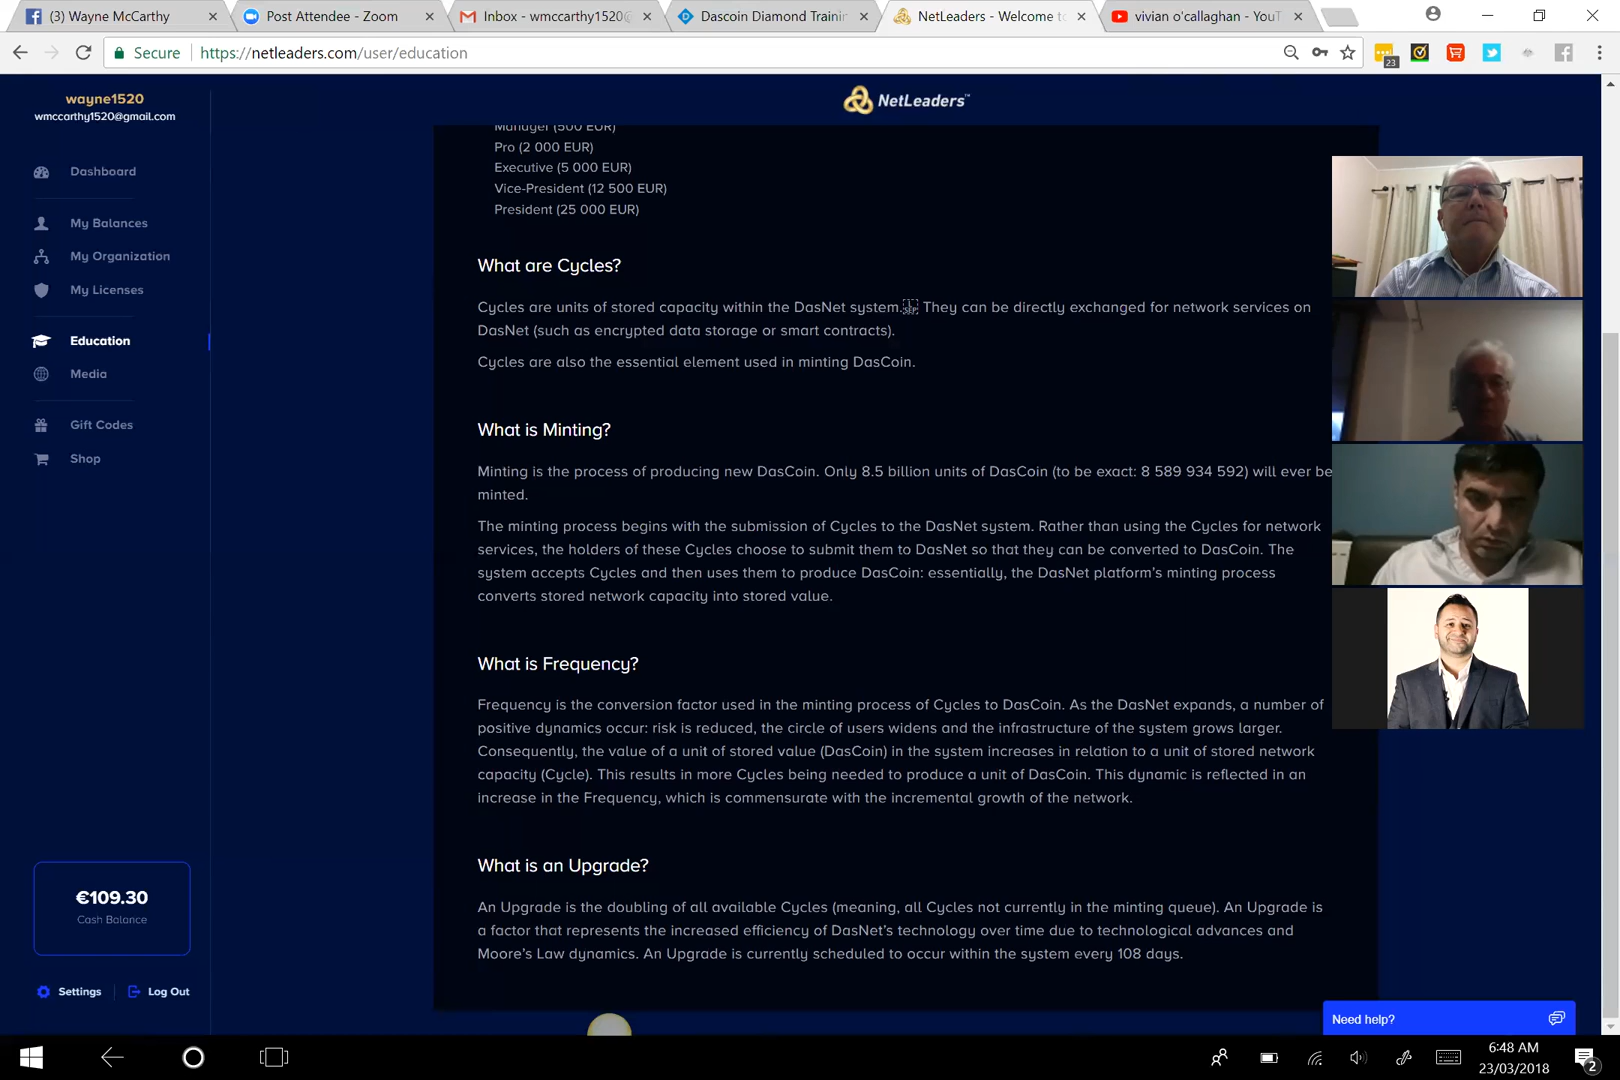 (3) Wayne McCarthy
Post Attendee - Zoom
Inbox - wmccarthy1520@
Dascoin Diamond Trainin
NetLeaders - Welcome to
vivian o'callaghan - YouT
Secure
https://netleaders.com/user/education
23
wayne1520
wmccarthy1520@gmail.com
NetLeaders™
Dashboard
My Balances
My Organization
My Licenses
Education
Media
Gift Codes
Shop
€109.30
Cash Balance
Settings
Log Out
Manager (500 EUR)
Pro (2 000 EUR)
Executive (5 000 EUR)
Vice-President (12 500 EUR)
President (25 000 EUR)
What are Cycles?
Cycles are units of stored capacity within the DasNet system. They can be directly exchanged for network services on
DasNet (such as encrypted data storage or smart contracts).
Cycles are also the essential element used in minting DasCoin.
What is Minting?
Minting is the process of producing new DasCoin. Only 8.5 billion units of DasCoin (to be exact: 8 589 934 592) will ever be
minted.
The minting process begins with the submission of Cycles to the DasNet system. Rather than using the Cycles for network
services, the holders of these Cycles choose to submit them to DasNet so that they can be converted to DasCoin. The
system accepts Cycles and then uses them to produce DasCoin: essentially, the DasNet platform's minting process
converts stored network capacity into stored value.
What is Frequency?
Frequency is the conversion factor used in the minting process of Cycles to DasCoin. As the DasNet expands, a number of
positive dynamics occur: risk is reduced, the circle of users widens and the infrastructure of the system grows larger.
Consequently, the value of a unit of stored value (DasCoin) in the system increases in relation to a unit of stored network
capacity (Cycle). This results in more Cycles being needed to produce a unit of DasCoin. This dynamic is reflected in an
increase in the Frequency, which is commensurate with the incremental growth of the network.
What is an Upgrade?
An Upgrade is the doubling of all available Cycles (meaning, all Cycles not currently in the minting queue). An Upgrade is
a factor that represents the increased efficiency of DasNet's technology over time due to technological advances and
Moore's Law dynamics. An Upgrade is currently scheduled to occur within the system every 108 days.
Need help?
6:48 AM
23/03/2018
2